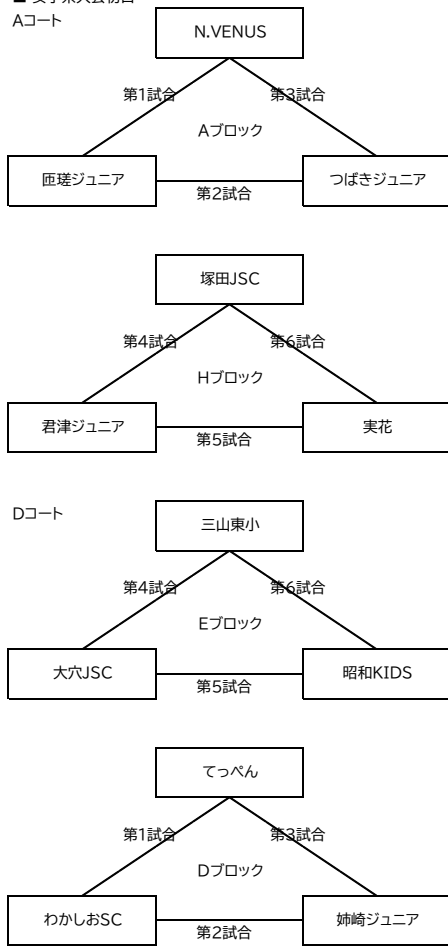 Aコート
N.VENUS
第1試合
第3試合
Aブロック
匝瑳ジュニア
つばきジュニア
第2試合
塚田JSC
第4試合
第6試合
Hブロック
君津ジュニア
実花
第5試合
Dコート
三山東小
第4試合
第6試合
Eブロック
大穴JSC
昭和KIDS
第5試合
てっぺん
第1試合
第3試合
Dブロック
わかしおSC
姉崎ジュニア
第2試合